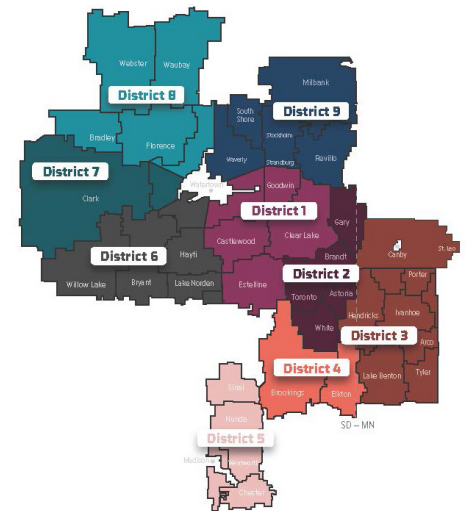 Webster
Waubay
District 8
Milbank
South
Shore
District 9
Stockholm
Bradley
Florence
Waverly
Strandburg
Revillo
District 7
Clark
Watertown
Goodwin
District 1
Gary
Castlewood
Clear Lake
Canby
St. Leo
District 6
Hayti
Brandt
Willow Lake
Bryant
Lake Norden
Estelline
District 2
Porter
Toronto
Astoria
Hendricks
Ivanhoe
White
District 3
Arco
District 4
Lake Benton
Tyler
Sinai
Brookings
Elkton
Nunda
SD – MN
District 5
Madison
Wentworth
Chester